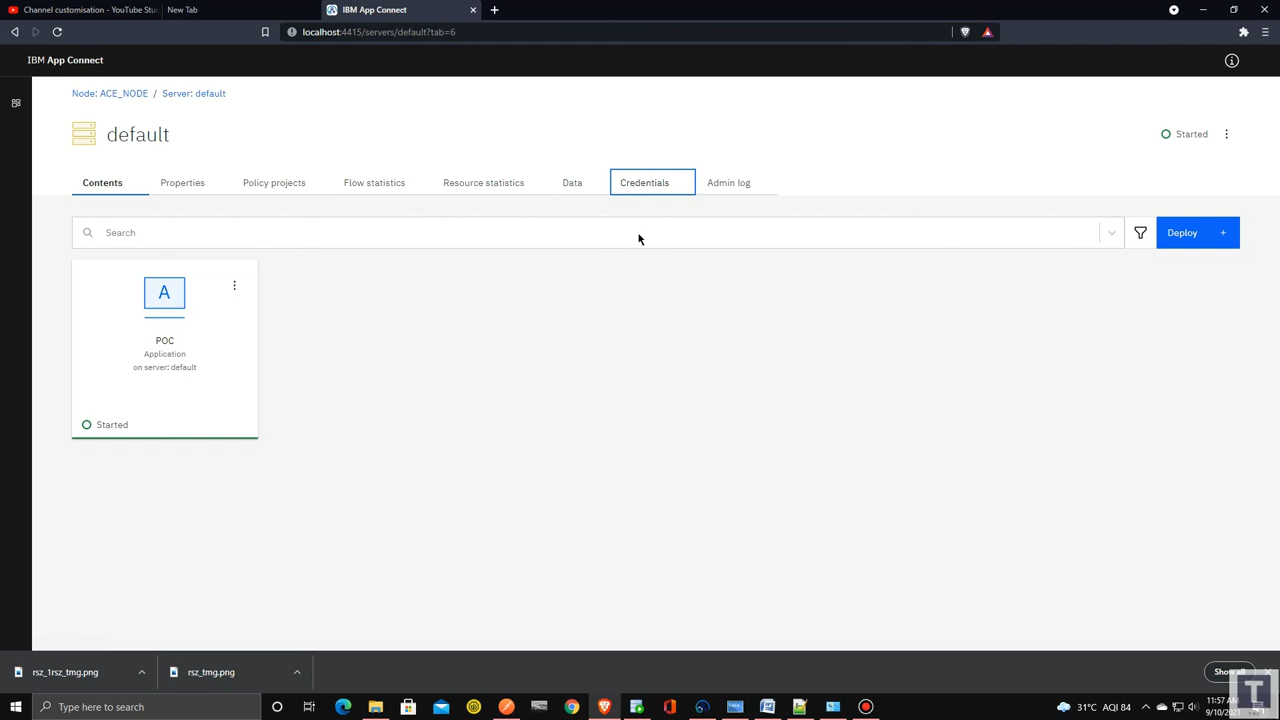 Channel customisation - YouTube Stu
New Tab
IBM App Connect
localhost:4415/servers/default?tab=6
IBM App Connect
Node: ACE_NODE / Server: default
default
Started
Contents
Properties
Policy projects
Flow statistics
Resource statistics
Data
Credentials
Admin log
Search
Deploy +
A
POC
Application
on server: default
Started
rsz_1rsz_tmg.png
rsz_tmg.png
Type here to search
31°C AQI 84
11:57 AM
9/10/2021
T